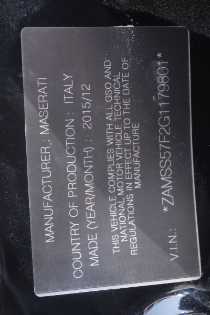 MANUFACTURER,: MASERATI
COUNTRY OF PRODUCTION : ITALY
MADE (YEAR/MONTH) : 2015/12
THIS VEHICLE COMPLIES WITH ALL GSO AND
NATIONAL MOTOR VEHICLE TECHNICAL
REGULATIONS IN EFFECT UP TO THE DATE OF
MANUFACTURE
V.I.N.: *ZAMSS57F2G1179801*